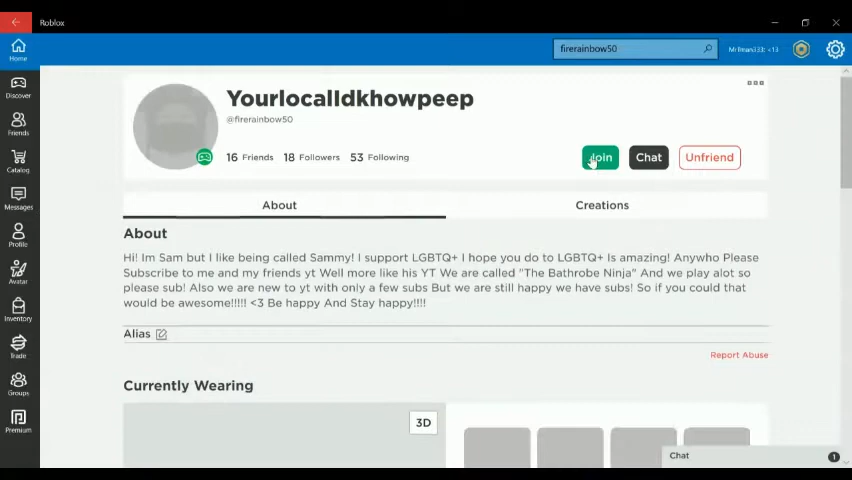 Roblox
Home
firerainbow50
Mrlman333: <13
Discover
Friends
Catalog
Messages
Profile
Avatar
Inventory
Trade
Groups
Premium
YourlocalIdkhowpeep
@firerainbow50
16 Friends 18 Followers 53 Following
Join
Chat
Unfriend
About
Creations
About
Hi! Im Sam but I like being called Sammy! I support LGBTQ+ I hope you do to LGBTQ+ Is amazing! Anywho Please
Subscribe to me and my friends yt Well more like his YT We are called "The Bathrobe Ninja" And we play alot so
please sub! Also we are new to yt with only a few subs But we are still happy we have subs! So if you could that
would be awesome!!!!! <3 Be happy And Stay happy!!!!
Alias
Report Abuse
Currently Wearing
3D
Chat
1